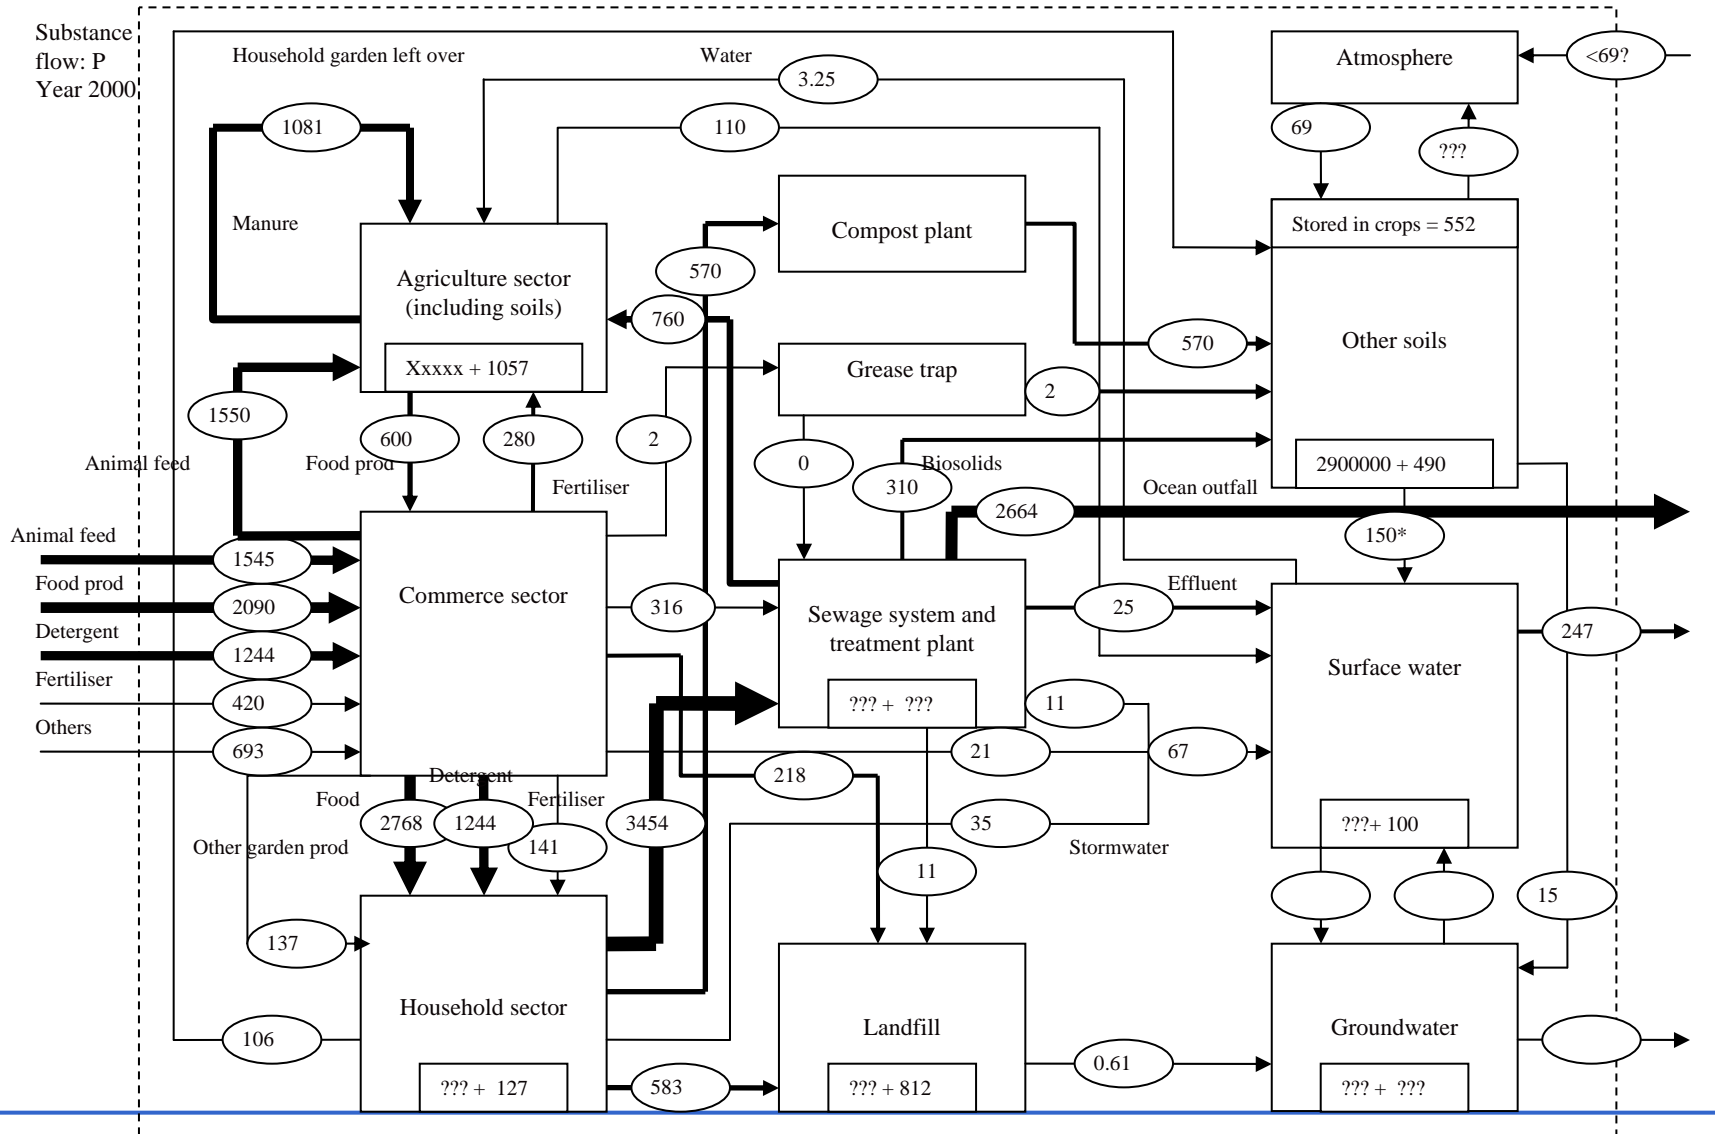 Substance
flow: P
Year 2000
Household garden left over
Water
3.25
Atmosphere
<69?
1081
110
69
???
Manure
Compost plant
Stored in crops = 552
Agriculture sector
(including soils)
570
760
570
Other soils
Xxxxx + 1057
Grease trap
2
1550
600
280
2
0
Animal feed
Food prod
Fertiliser
310
Biosolids
2900000 + 490
Ocean outfall
2664
150*
Animal feed
1545
Food prod
2090
Commerce sector
316
Sewage system and
treatment plant
25
Effluent
Detergent
1244
247
Surface water
Fertiliser
420
??? + ???
11
Others
693
21
67
218
Detergent
Food
Fertiliser
2768
1244
141
3454
35
???+ 100
Other garden prod
Stormwater
11
15
137
Household sector
Landfill
Groundwater
106
0.61
??? + 127
583
??? + 812
??? + ???